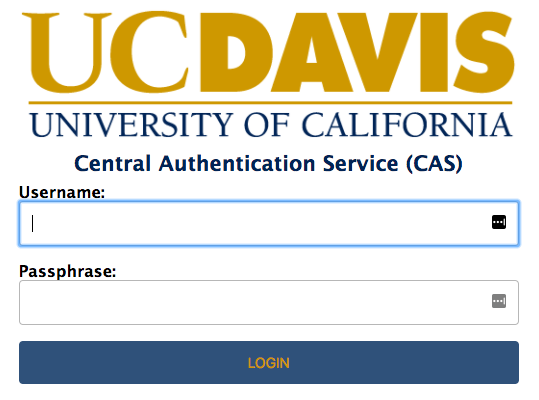 UCDAVIS
UNIVERSITY OF CALIFORNIA
Central Authentication Service (CAS)
Username:
Passphrase:
LOGIN